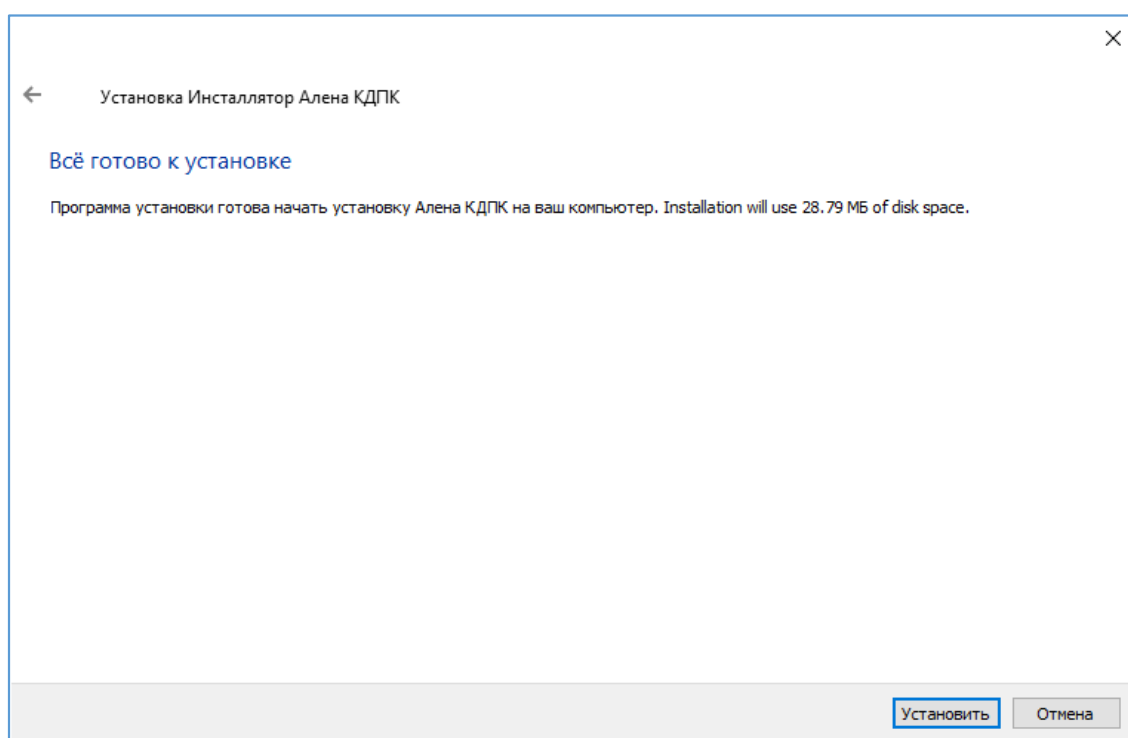 Установка Инсталлятор Алена КДПК
Всё готово к установке
Программа установки готова начать установку Алена КДПК на ваш компьютер. Installation will use 28.79 МБ of disk space.
Установить
Отмена